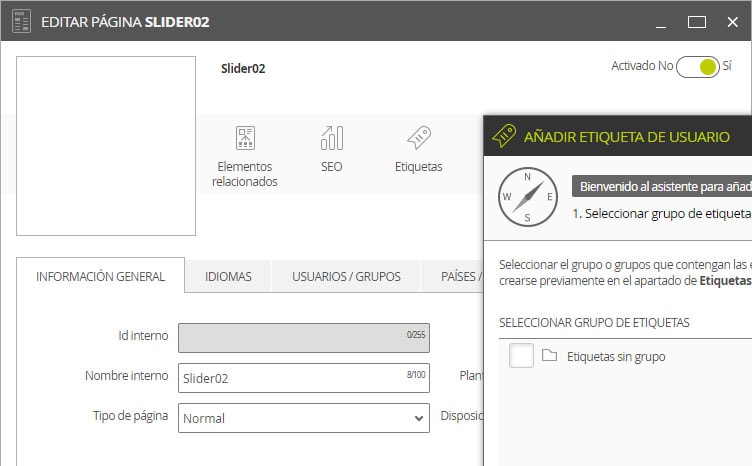 EDITAR PÁGINA SLIDER02
Slider02
Activado No Sí
Elementos
relacionados
SEO
Etiquetas
AÑADIR ETIQUETA DE USUARIO
N
W E
S
Bienvenido al asistente para añad
1. Seleccionar grupo de etiqueta
Seleccionar el grupo o grupos que contengan las e
crearse previamente en el apartado de Etiquetas
INFORMACIÓN GENERAL
IDIOMAS
USUARIOS / GRUPOS
PAÍSES /
SELECCIONAR GRUPO DE ETIQUETAS
Etiquetas sin grupo
Id interno
0/255
Nombre interno
Slider02
8/100
Plant
Tipo de página
Normal
Disposic